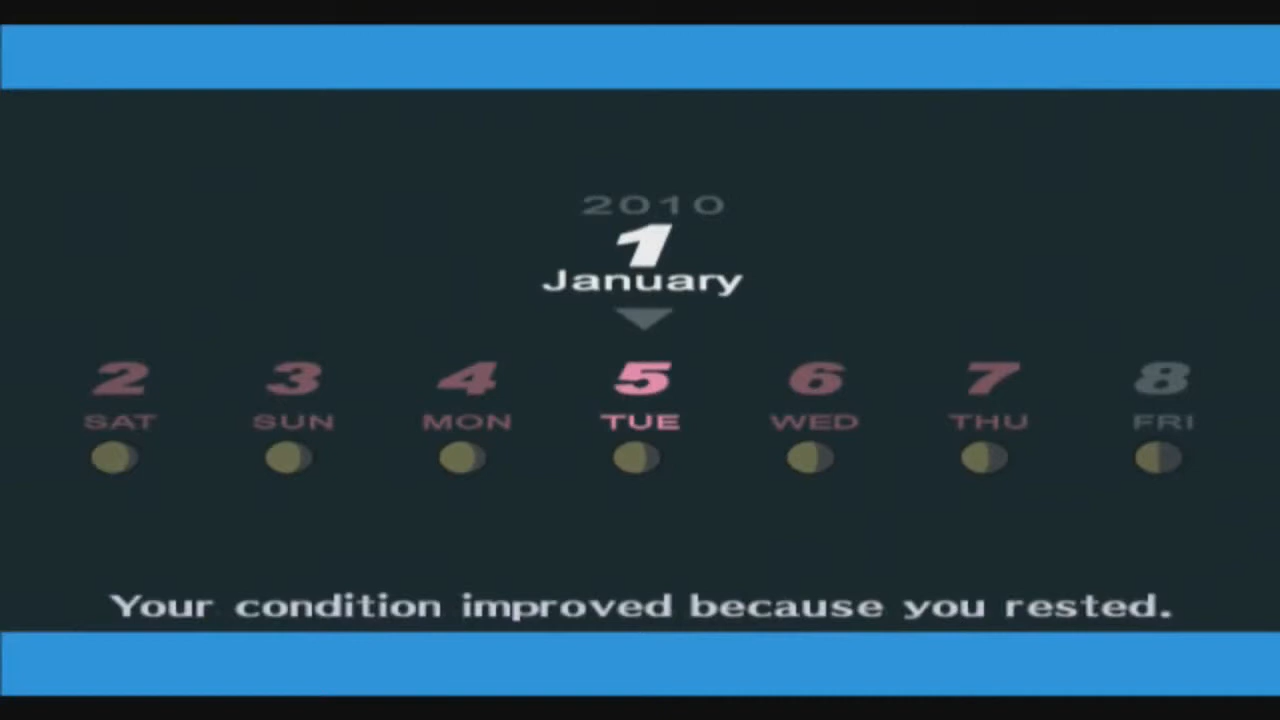 2010
1
January
2 3 4 5 6 7 8
SAT SUN MON TUE WED THU FRI
Your condition improved because you rested.